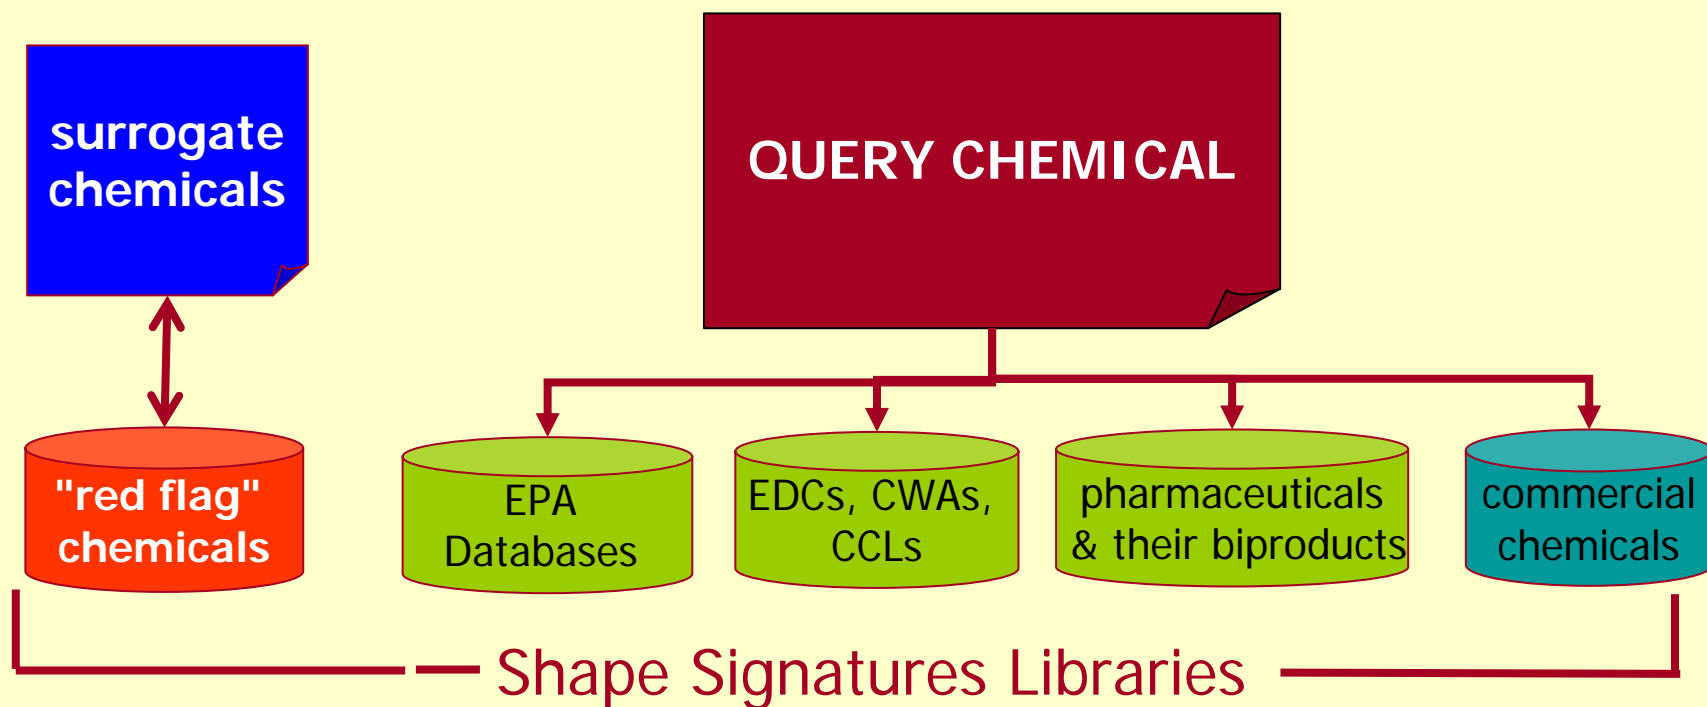 surrogate
chemicals
QUERY CHEMICAL
"red flag"
chemicals
EPA
Databases
EDCs, CWAs,
CCLs
pharmaceuticals
& their biproducts
commercial
chemicals
Shape Signatures Libraries